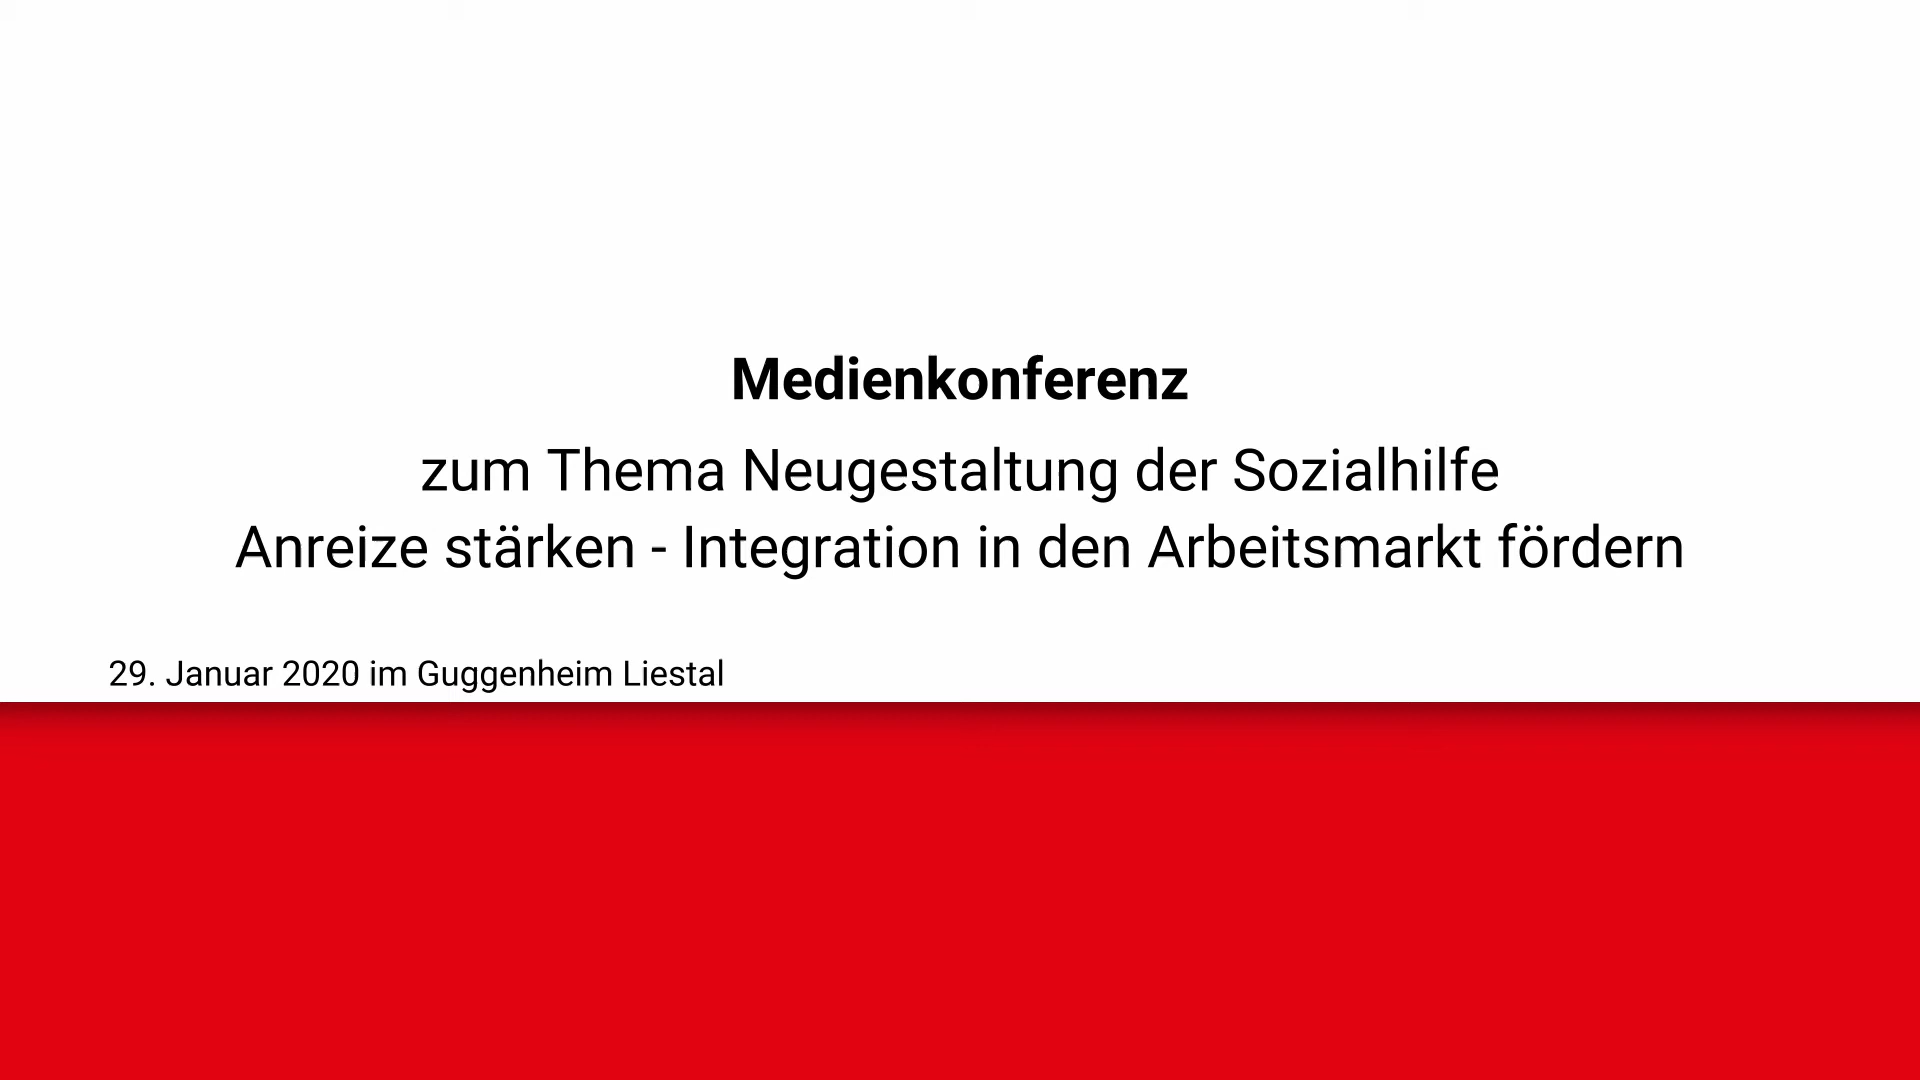 Medienkonferenz
zum Thema Neugestaltung der Sozialhilfe
Anreize stärken - Integration in den Arbeitsmarkt fördern
29. Januar 2020 im Guggenheim Liestal